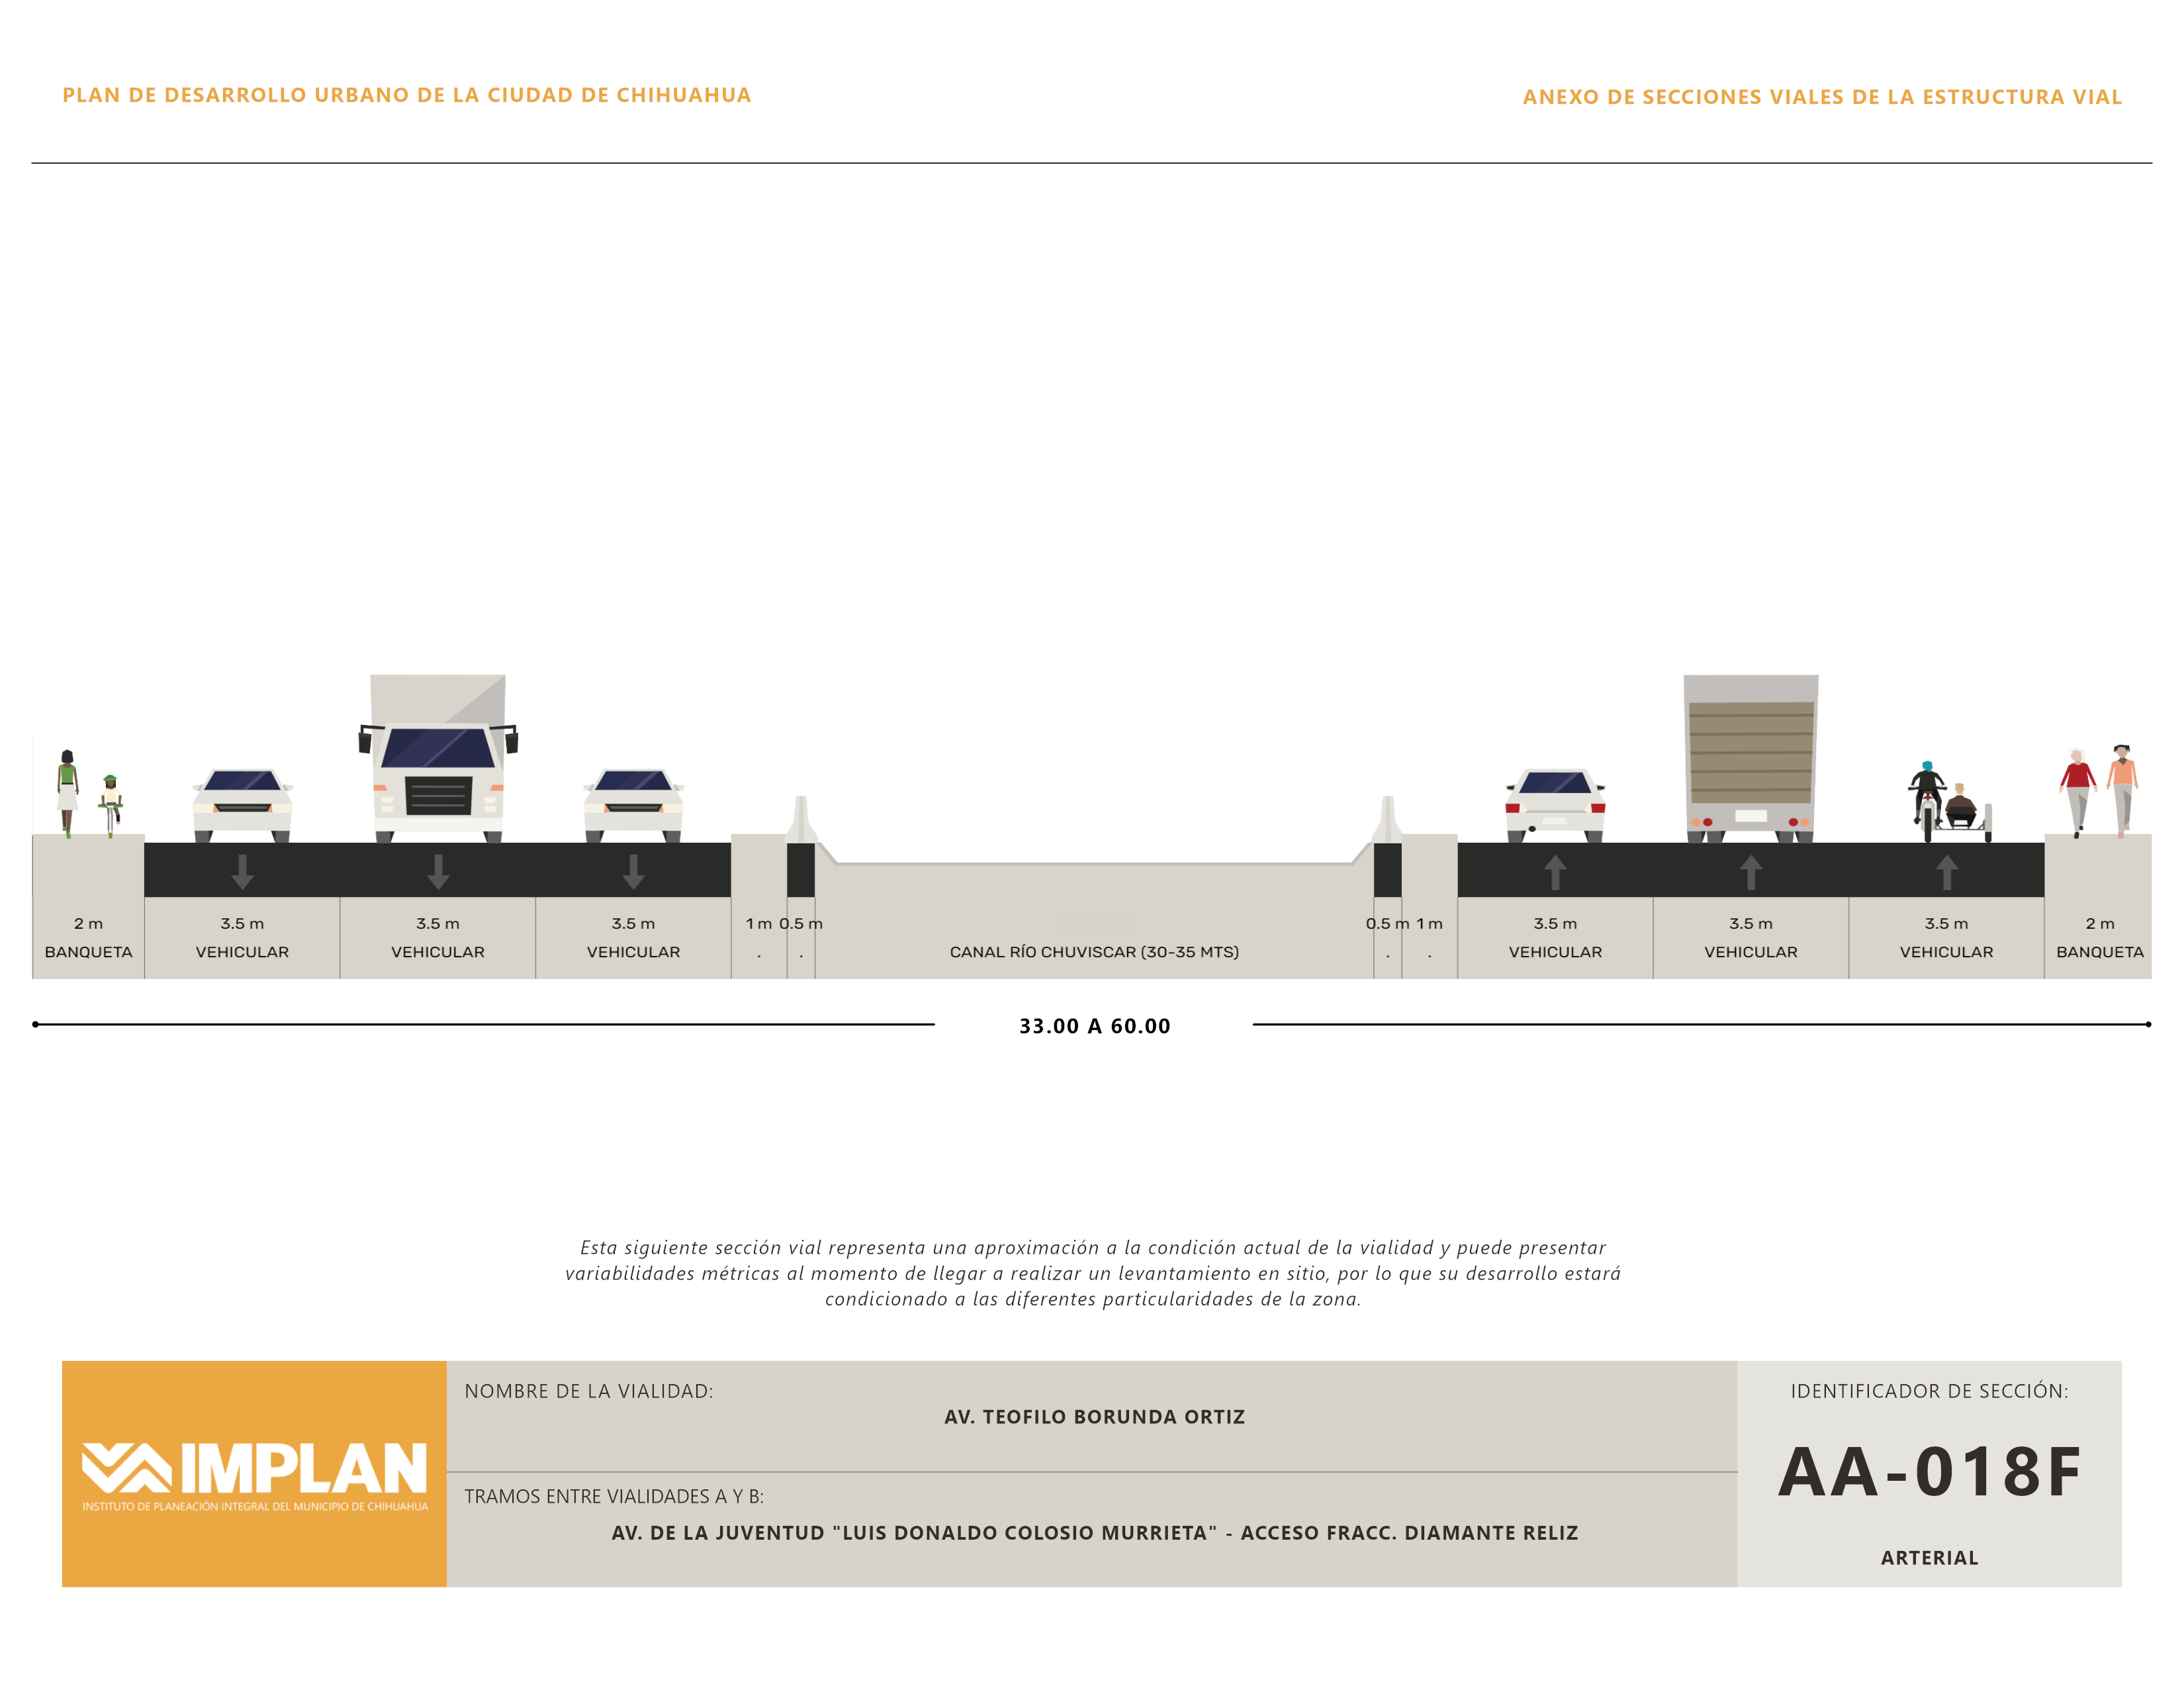 PLAN DE DESARROLLO URBANO DE LA CIUDAD DE CHIHUAHUA
ANEXO DE SECCIONES VIALES DE LA ESTRUCTURA VIAL
2 m 3.5 m 3.5 m 3.5 m 1 m 0.5 m 0.5 m 1 m 3.5 m 3.5 m 3.5 m 2 m
BANQUETA VEHICULAR VEHICULAR VEHICULAR . . CANAL RÍO CHUVISCAR (30-35 MTS) . . VEHICULAR VEHICULAR VEHICULAR BANQUETA
33.00 A 60.00
Esta siguiente sección vial representa una aproximación a la condición actual de la vialidad y puede presentar
variabilidades métricas al momento de llegar a realizar un levantamiento en sitio, por lo que su desarrollo estará
condicionado a las diferentes particularidades de la zona.
IMPLAN
INSTITUTO DE PLANEACIÓN INTEGRAL DEL MUNICIPIO DE CHIHUAHUA
NOMBRE DE LA VIALIDAD:
AV. TEOFILO BORUNDA ORTIZ
TRAMOS ENTRE VIALIDADES A Y B:
AV. DE LA JUVENTUD "LUIS DONALDO COLOSIO MURRIETA" - ACCESO FRACC. DIAMANTE RELIZ
IDENTIFICADOR DE SECCIÓN:
AA-018F
ARTERIAL